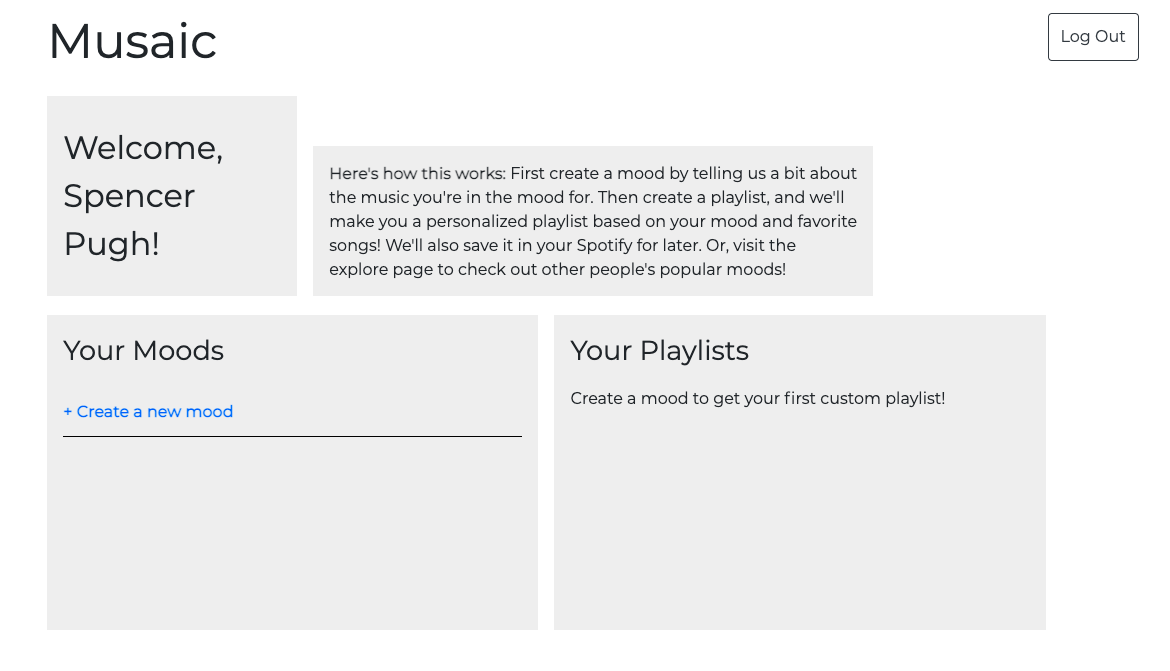 Musaic
Log Out
Welcome,
Spencer
Pugh!
Here's how this works: First create a mood by telling us a bit about
the music you're in the mood for. Then create a playlist, and we'll
make you a personalized playlist based on your mood and favorite
songs! We'll also save it in your Spotify for later. Or, visit the
explore page to check out other people's popular moods!
Your Moods
+ Create a new mood
Your Playlists
Create a mood to get your first custom playlist!